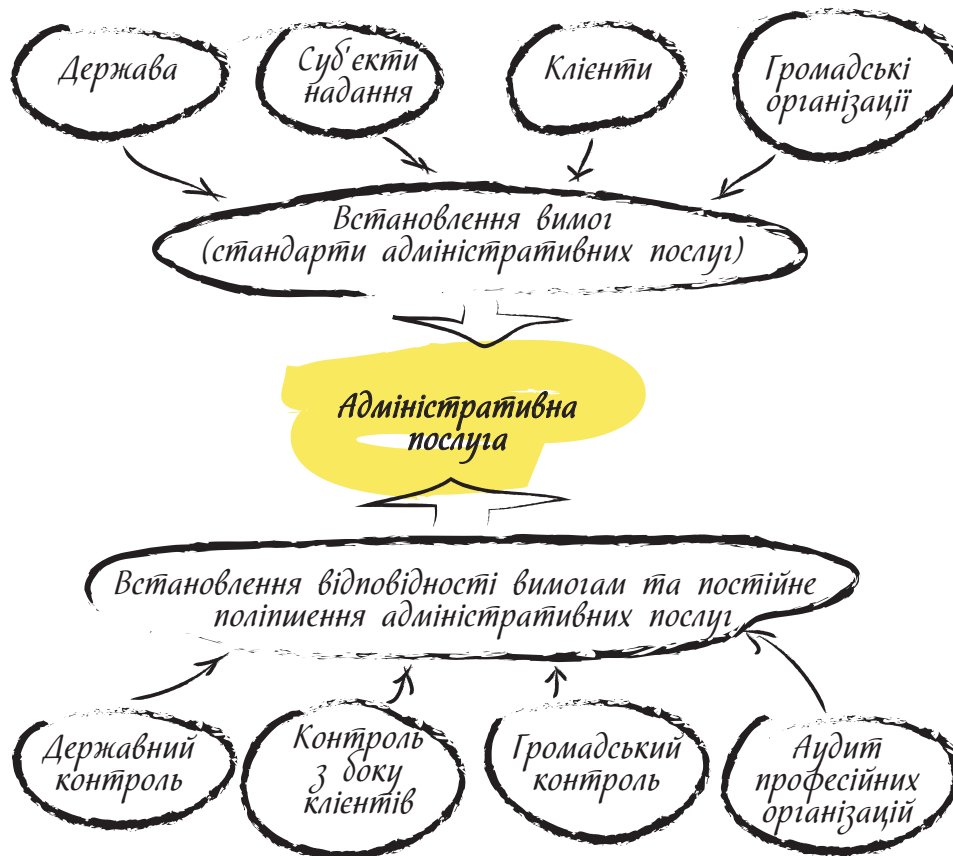 Держава
Суб'єкти
надання
Клієнти
Громадські
організації
Встановлення вимог
(стандарти адміністративних послуг)
Адміністративна
послуга
Встановлення відповідності вимогам та постійне
поліпшення адміністративних послуг
Державний
контроль
Контроль
з боку
клієнтів
Громадський
контроль
Аудит
професійних
організацій